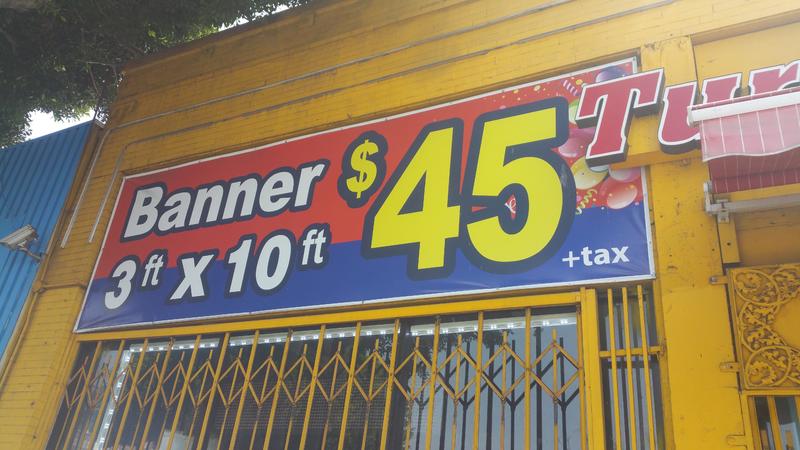 Banner
3 ft x 10 ft
$45
+tax
Tur